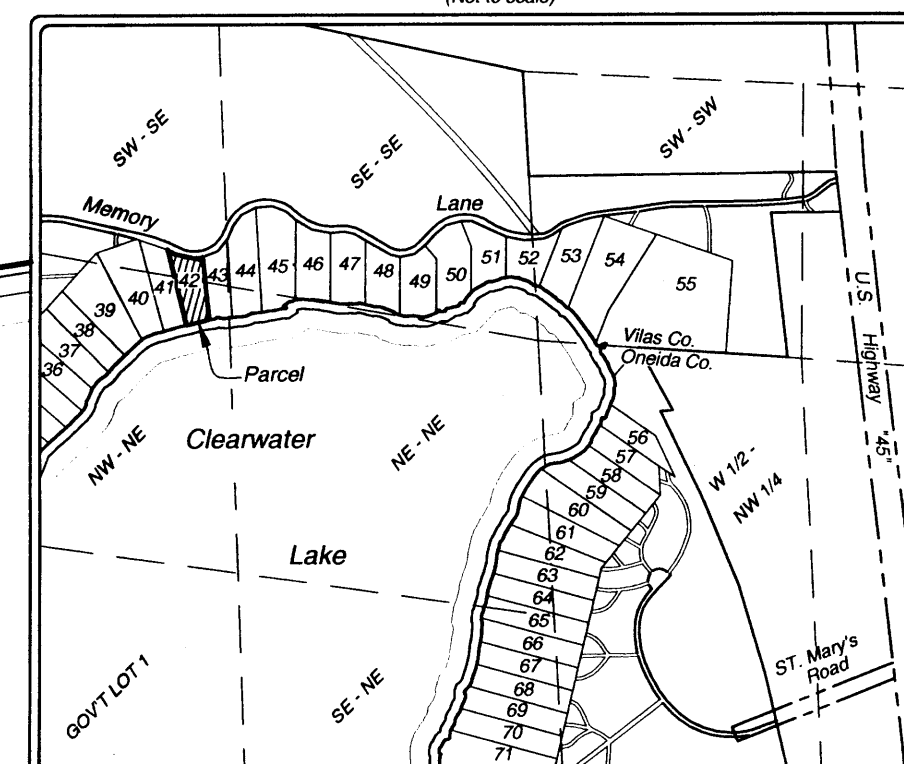 (Not to scale)
SW - SE
SE - SE
SW - SW
Memory
Lane
36
37
38
39
40
41
42
43
44
45
46
47
48
49
50
51
52
53
54
55
U.S. Highway "45"
Vilas Co.
Oneida Co.
Parcel
Clearwater
Lake
NW - NE
NE - NE
W 1/2 -
NW 1/4
56
57
58
59
60
61
62
63
64
65
66
67
68
69
70
71
GOV'T LOT 1
SE - NE
ST. Mary's
Road